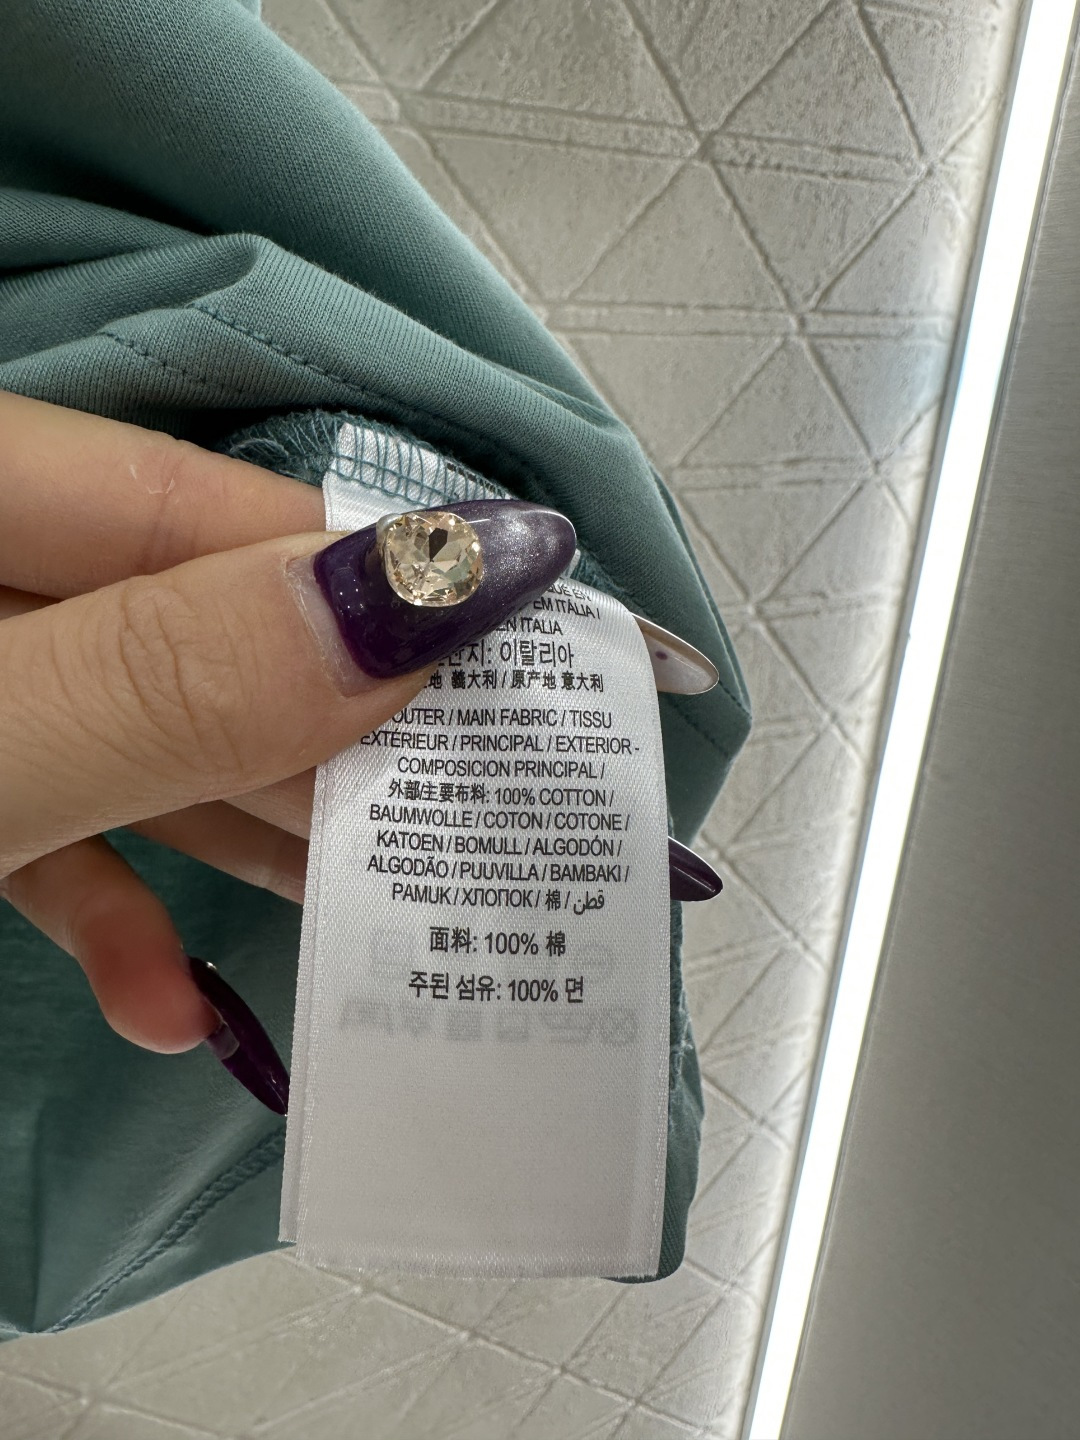 EM ITÁLIA /
EN ITALIA
이탈리아
義大利 / 原产地 意大利
OUTER / MAIN FABRIC / TISSU
EXTERIEUR / PRINCIPAL / EXTERIOR -
COMPOSICION PRINCIPAL /
外部主要布料: 100% COTTON /
BAUMWOLLE / COTON / COTONE /
KATOEN / BOMULL / ALGODÓN /
ALGODÃO / PUUVILLA / BAMBAKI /
PAMUK / ХЛОПОК / 棉 / قطن
面料: 100% 棉
주된 섬유: 100% 면